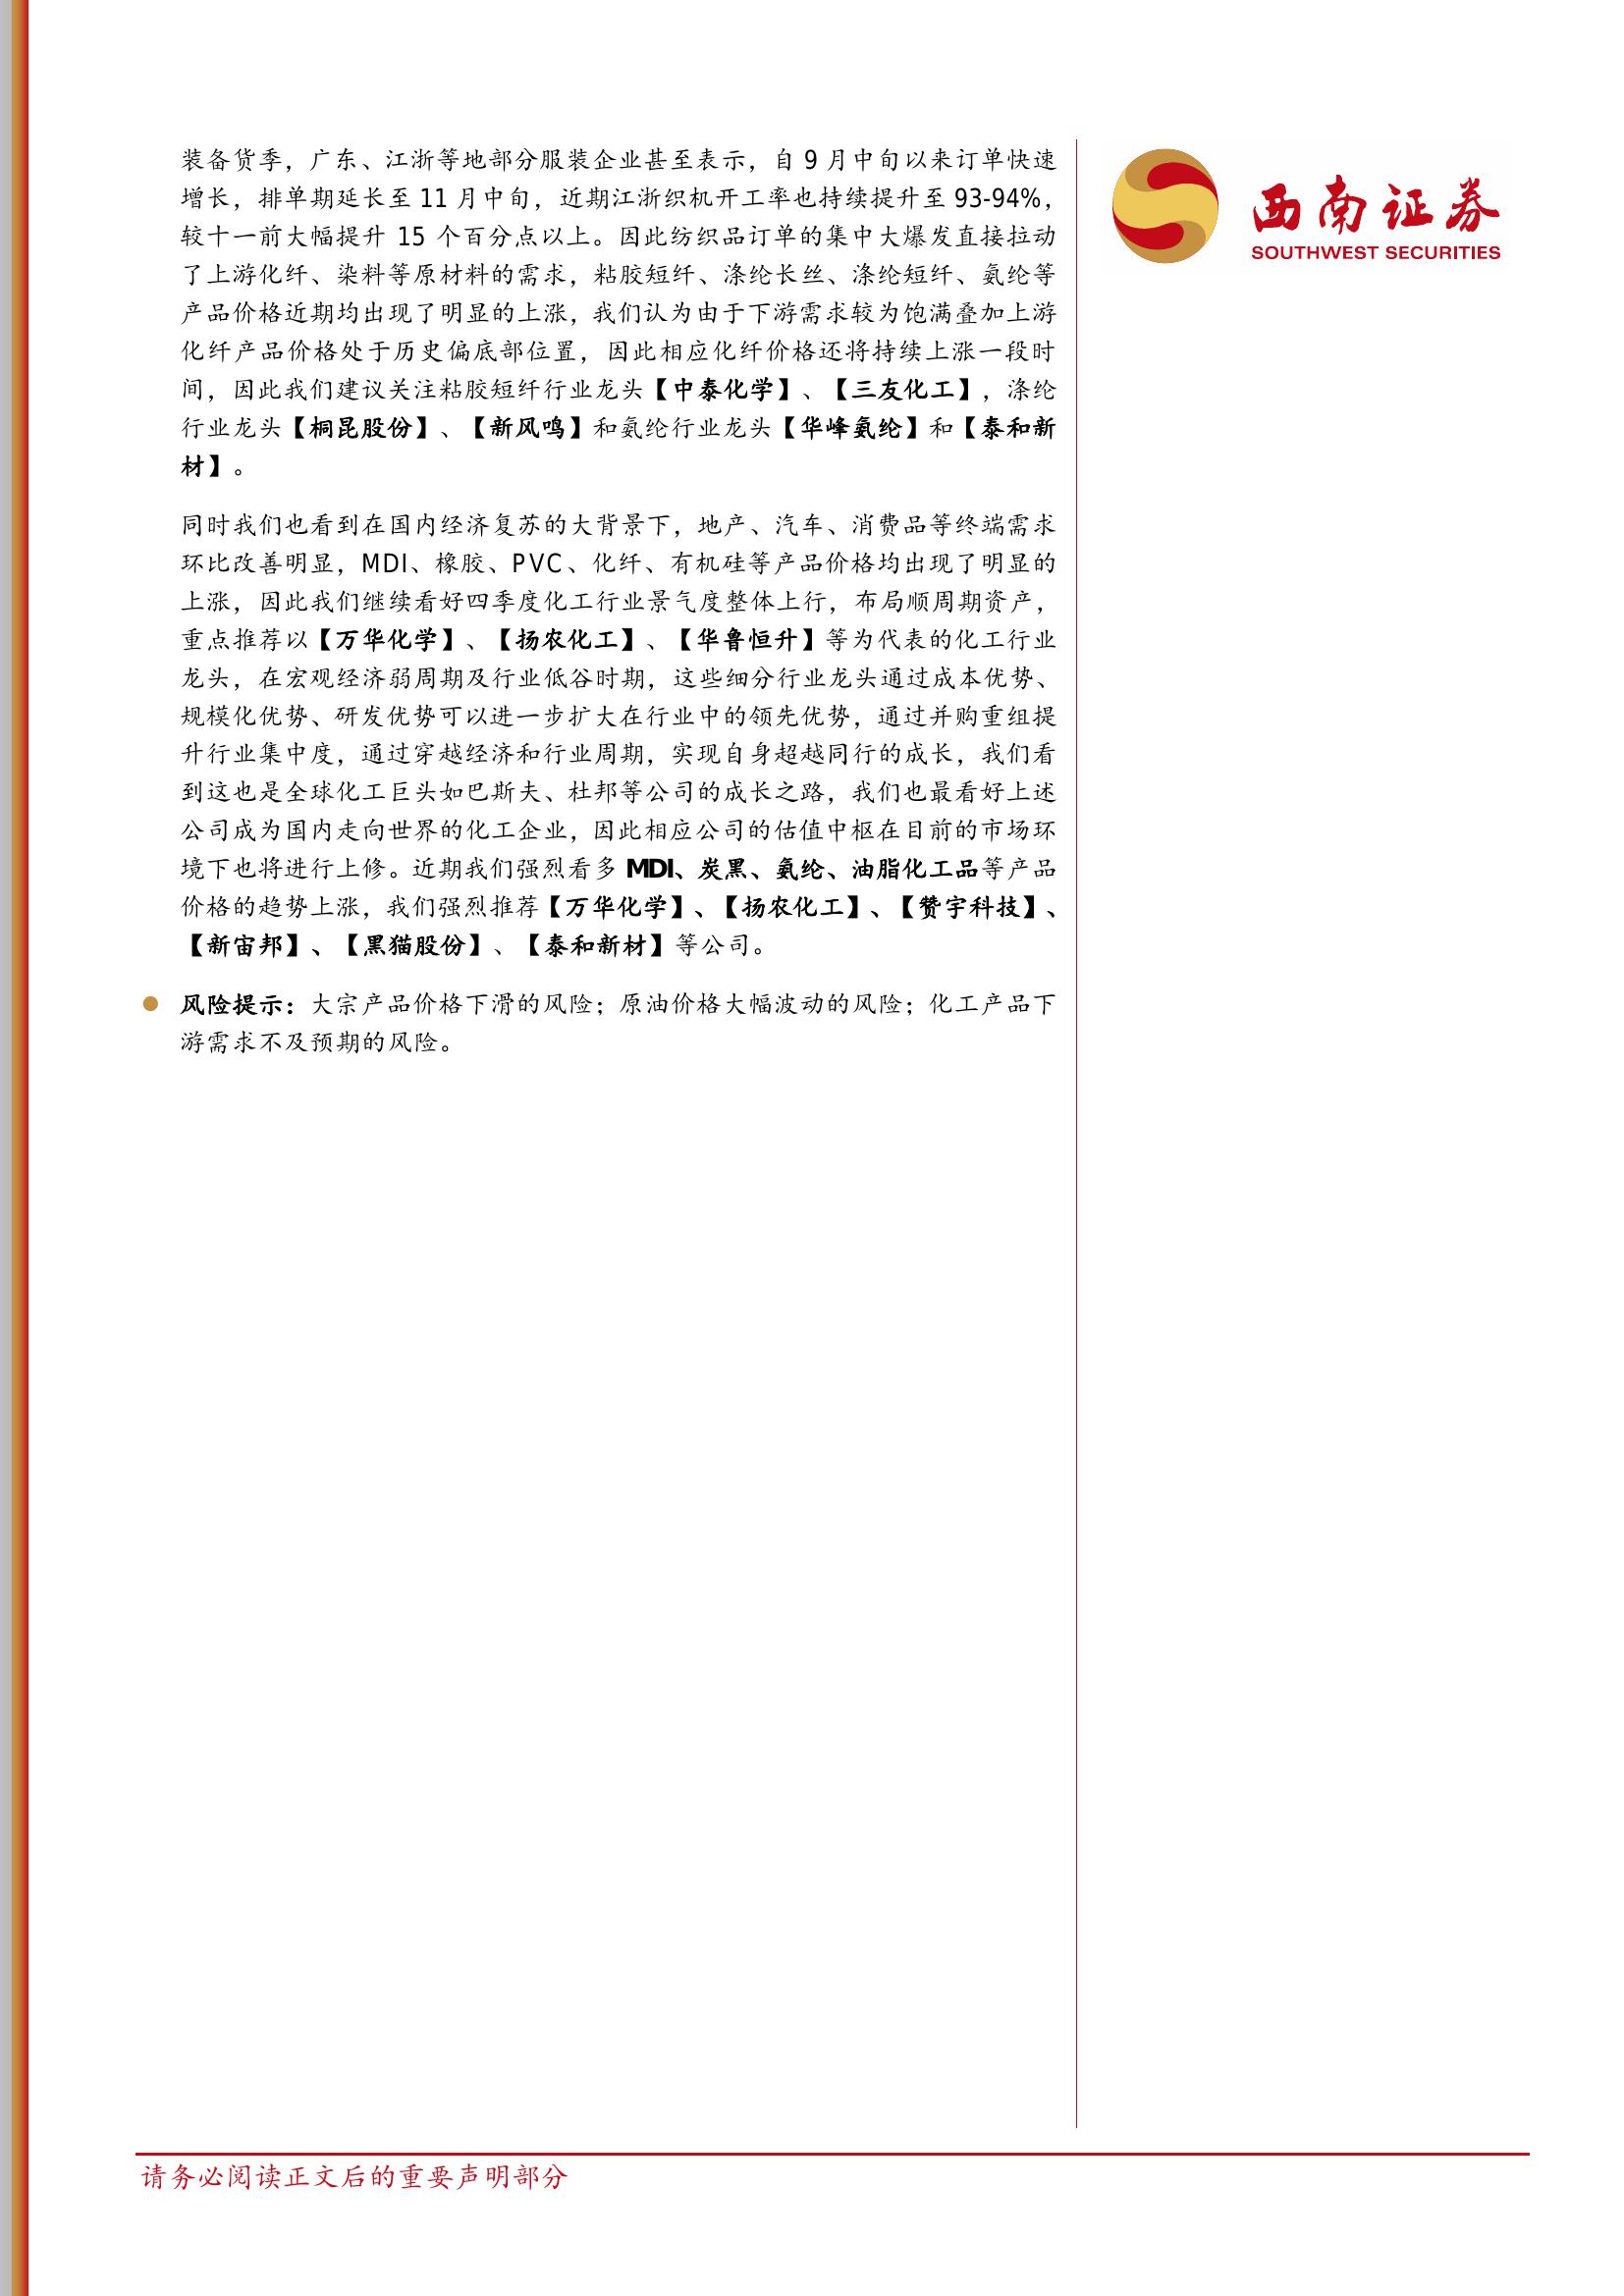 装备货季，广东、江浙等地部分服装企业甚至表示，自 9 月中旬以来订单快速
增长，排单期延长至 11 月中旬，近期江浙织机开工率也持续提升至 93-94%，
较十一前大幅提升 15 个百分点以上。因此纺织品订单的集中大爆发直接拉动
了上游化纤、染料等原材料的需求，粘胶短纤、涤纶长丝、涤纶短纤、氨纶等
产品价格近期均出现了明显的上涨，我们认为由于下游需求较为饱满叠加上游
化纤产品价格处于历史偏底部位置，因此相应化纤价格还将持续上涨一段时
间，因此我们建议关注粘胶短纤行业龙头【中泰化学】、【三友化工】，涤纶
行业龙头【桐昆股份】、【新风鸣】和氨纶行业龙头【华峰氨纶】和【泰和新
材】。
同时我们也看到在国内经济复苏的大背景下，地产、汽车、消费品等终端需求
环比改善明显，MDI、橡胶、PVC、化纤、有机硅等产品价格均出现了明显的
上涨，因此我们继续看好四季度化工行业景气度整体上行，布局顺周期资产，
重点推荐以【万华化学】、【扬农化工】、【华鲁恒升】等为代表的化工行业
龙头，在宏观经济弱周期及行业低谷时期，这些细分行业龙头通过成本优势、
规模化优势、研发优势可以进一步扩大在行业中的领先优势，通过并购重组提
升行业集中度，通过穿越经济和行业周期，实现自身超越同行的成长，我们看
到这也是全球化工巨头如巴斯夫、杜邦等公司的成长之路，我们也最看好上述
公司成为国内走向世界的化工企业，因此相应公司的估值中枢在目前的市场环
境下也将进行上修。近期我们强烈看多 MDI、炭黑、氨纶、油脂化工品等产品
价格的趋势上涨，我们强烈推荐【万华化学】、【扬农化工】、【赞宇科技】、
【新宙邦】、【黑猫股份】、【泰和新材】等公司。
风险提示：大宗产品价格下滑的风险；原油价格大幅波动的风险；化工产品下
游需求不及预期的风险。
西南证券
SOUTHWEST SECURITIES
请务必阅读正文后的重要声明部分